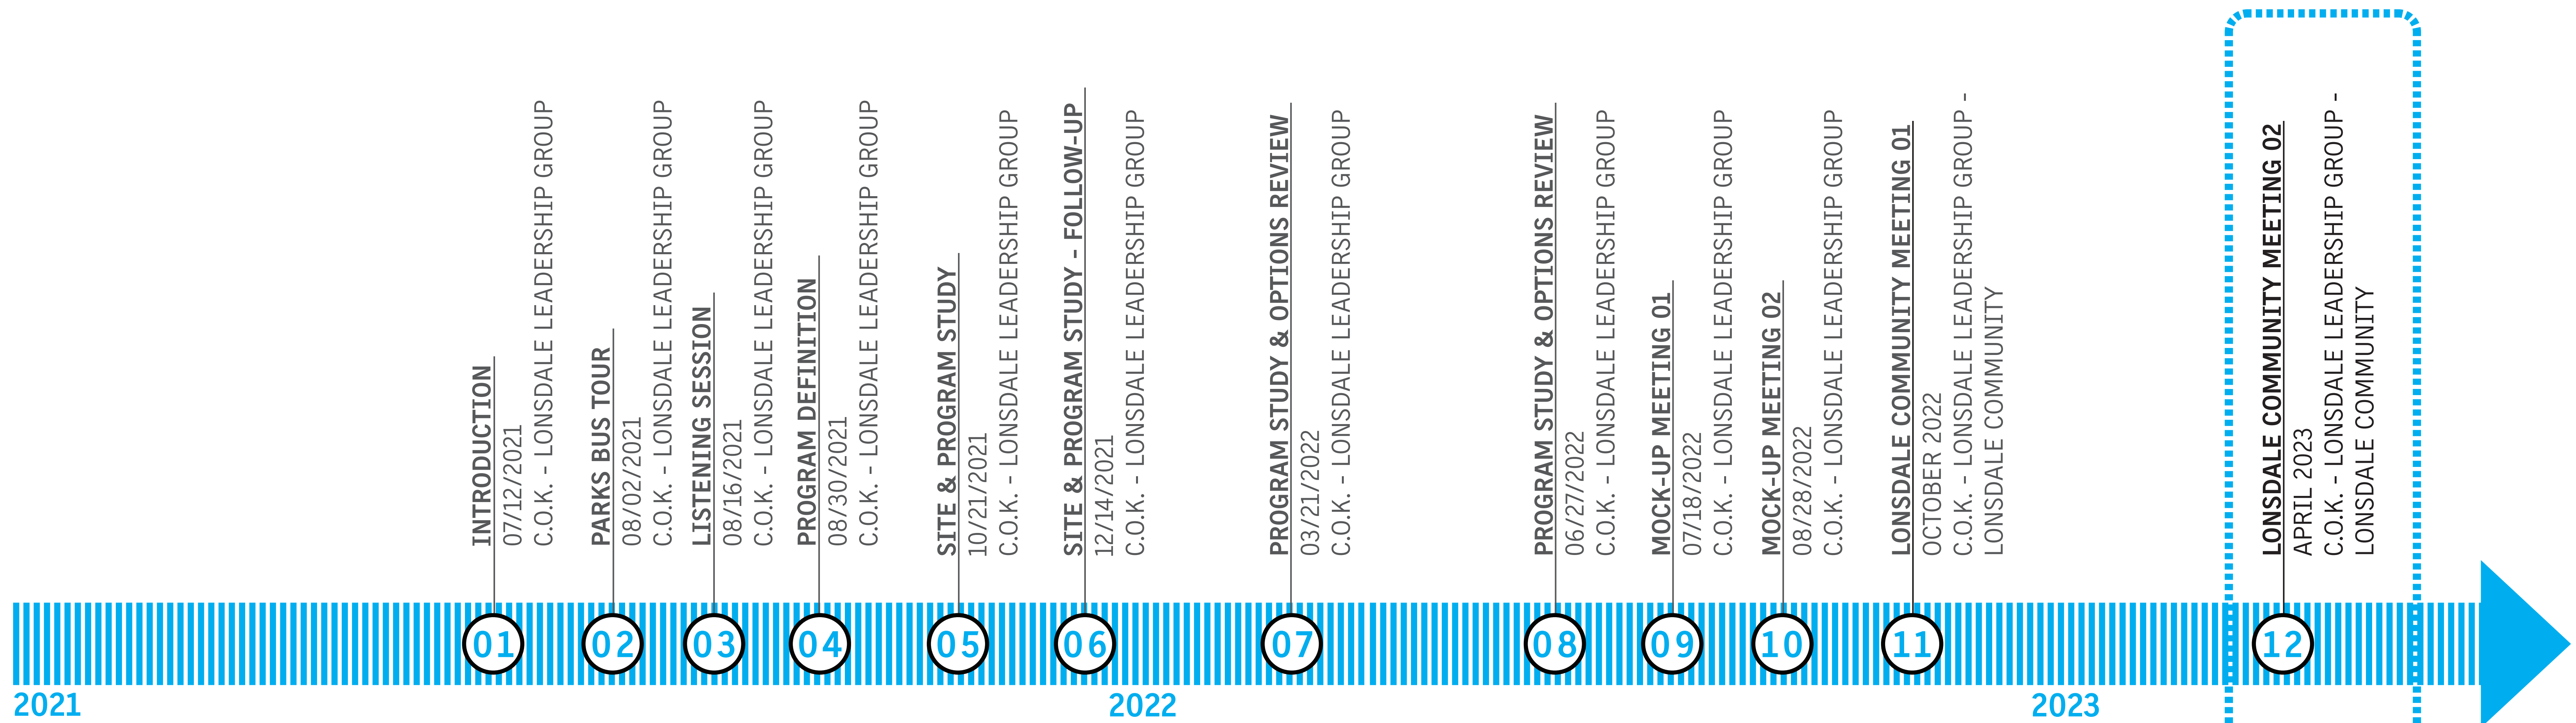 INTRODUCTION
07/12/2021
C.O.K. - LONSDALE LEADERSHIP GROUP
PARKS BUS TOUR
08/02/2021
C.O.K. - LONSDALE LEADERSHIP GROUP
LISTENING SESSION
08/16/2021
C.O.K. - LONSDALE LEADERSHIP GROUP
PROGRAM DEFINITION
08/30/2021
C.O.K. - LONSDALE LEADERSHIP GROUP
SITE & PROGRAM STUDY
10/21/2021
C.O.K. - LONSDALE LEADERSHIP GROUP
SITE & PROGRAM STUDY - FOLLOW-UP
12/14/2021
C.O.K. - LONSDALE LEADERSHIP GROUP
PROGRAM STUDY & OPTIONS REVIEW
03/21/2022
C.O.K. - LONSDALE LEADERSHIP GROUP
PROGRAM STUDY & OPTIONS REVIEW
06/27/2022
C.O.K. - LONSDALE LEADERSHIP GROUP
MOCK-UP MEETING 01
07/18/2022
C.O.K. - LONSDALE LEADERSHIP GROUP
MOCK-UP MEETING 02
08/28/2022
C.O.K. - LONSDALE LEADERSHIP GROUP
LONSDALE COMMUNITY MEETING 01
OCTOBER 2022
C.O.K. - LONSDALE LEADERSHIP GROUP -
LONSDALE COMMUNITY
LONSDALE COMMUNITY MEETING 02
APRIL 2023
C.O.K. - LONSDALE LEADERSHIP GROUP -
LONSDALE COMMUNITY
01
02
03
04
05
06
07
08
09
10
11
12
2021
2022
2023